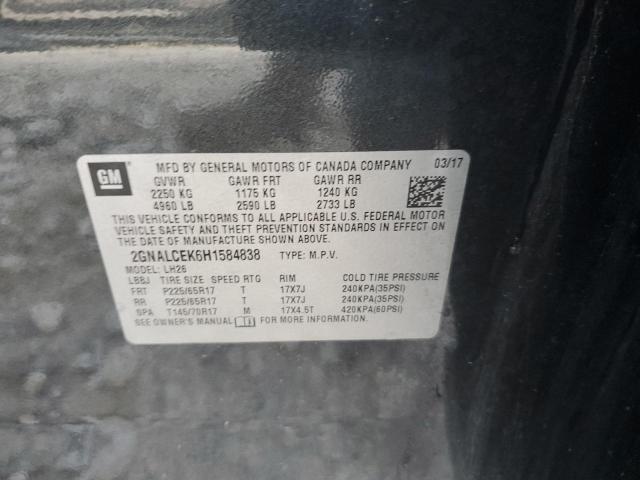 GM
MFD BY GENERAL MOTORS OF CANADA COMPANY 03/17
GVWR GAWR FRT GAWR RR
2250 KG 1175 KG 1240 KG
4960 LB 2590 LB 2733 LB
THIS VEHICLE CONFORMS TO ALL APPLICABLE U.S. FEDERAL MOTOR
VEHICLE SAFETY AND THEFT PREVENTION STANDARDS IN EFFECT ON
THE DATE OF MANUFACTURE SHOWN ABOVE.
2GNALCEK6H1584838 TYPE: M.P.V.
MODEL: LH26
LBBJ TIRE SIZE SPEED RTG RIM COLD TIRE PRESSURE
FRT P225/65R17 T 17X7J 240KPA(35PSI)
RR P225/65R17 T 17X7J 240KPA(35PSI)
SPA T145/70R17 M 17X4.5T 420KPA(60PSI)
SEE OWNER'S MANUAL FOR MORE INFORMATION.